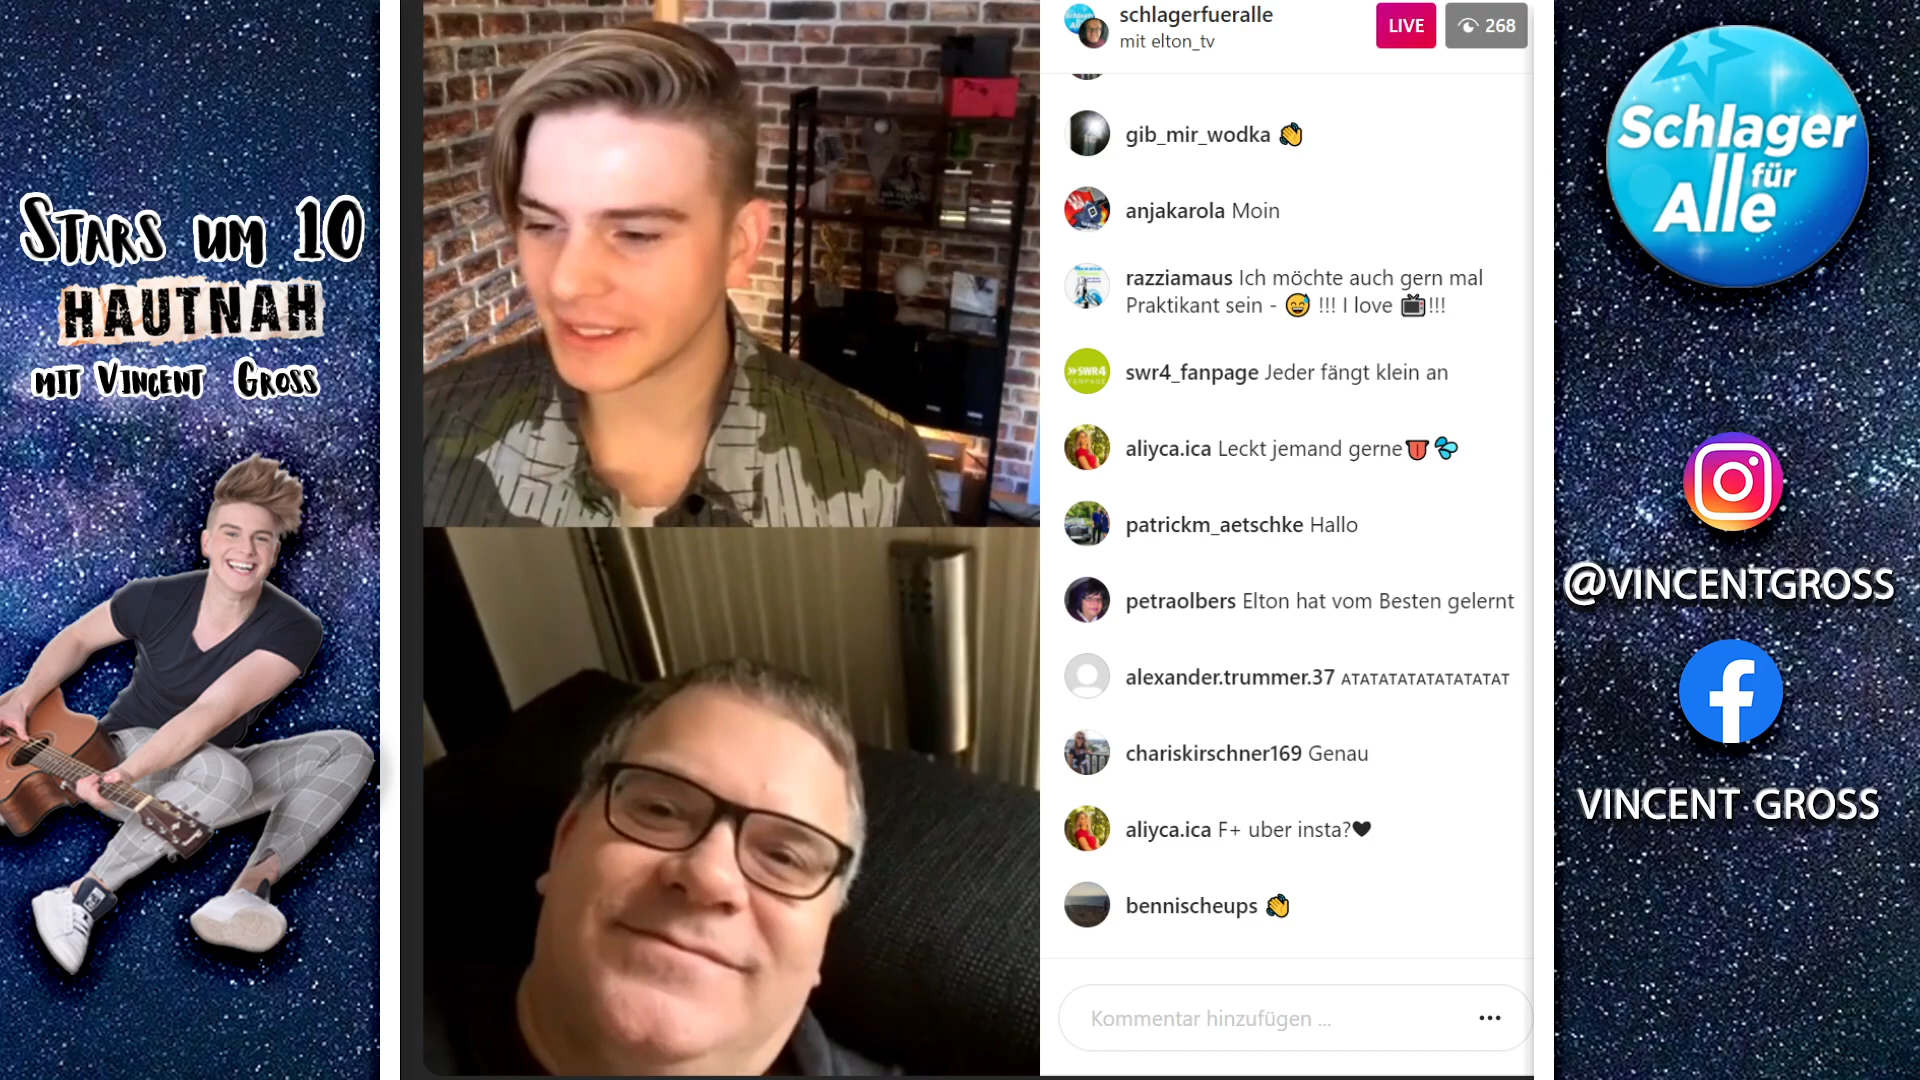 STARS UM 10
HAUTNAH
MIT VINCENT GROSS
schlagerfueralle
mit elton_tv
LIVE
268
gib_mir_wodka 👏
anjakarola Moin
razziamaus Ich möchte auch gern mal
Praktikant sein - 😅 !!! I love 📺!!!
swr4_fanpage Jeder fängt klein an
»SWR4
FANPAGE
aliyca.ica Leckt jemand gerne👅💦
patrickm_aetschke Hallo
petraolbers Elton hat vom Besten gelernt
alexander.trummer.37 ᴀᴛᴀᴛᴀᴛᴀᴛᴀᴛᴀᴛᴀᴛᴀᴛ
chariskirschner169 Genau
aliyca.ica F+ uber insta?🖤
bennischeups 👏
Kommentar hinzufügen ...
Schlager
für
Alle
@VINCENTGROSS
VINCENT GROSS